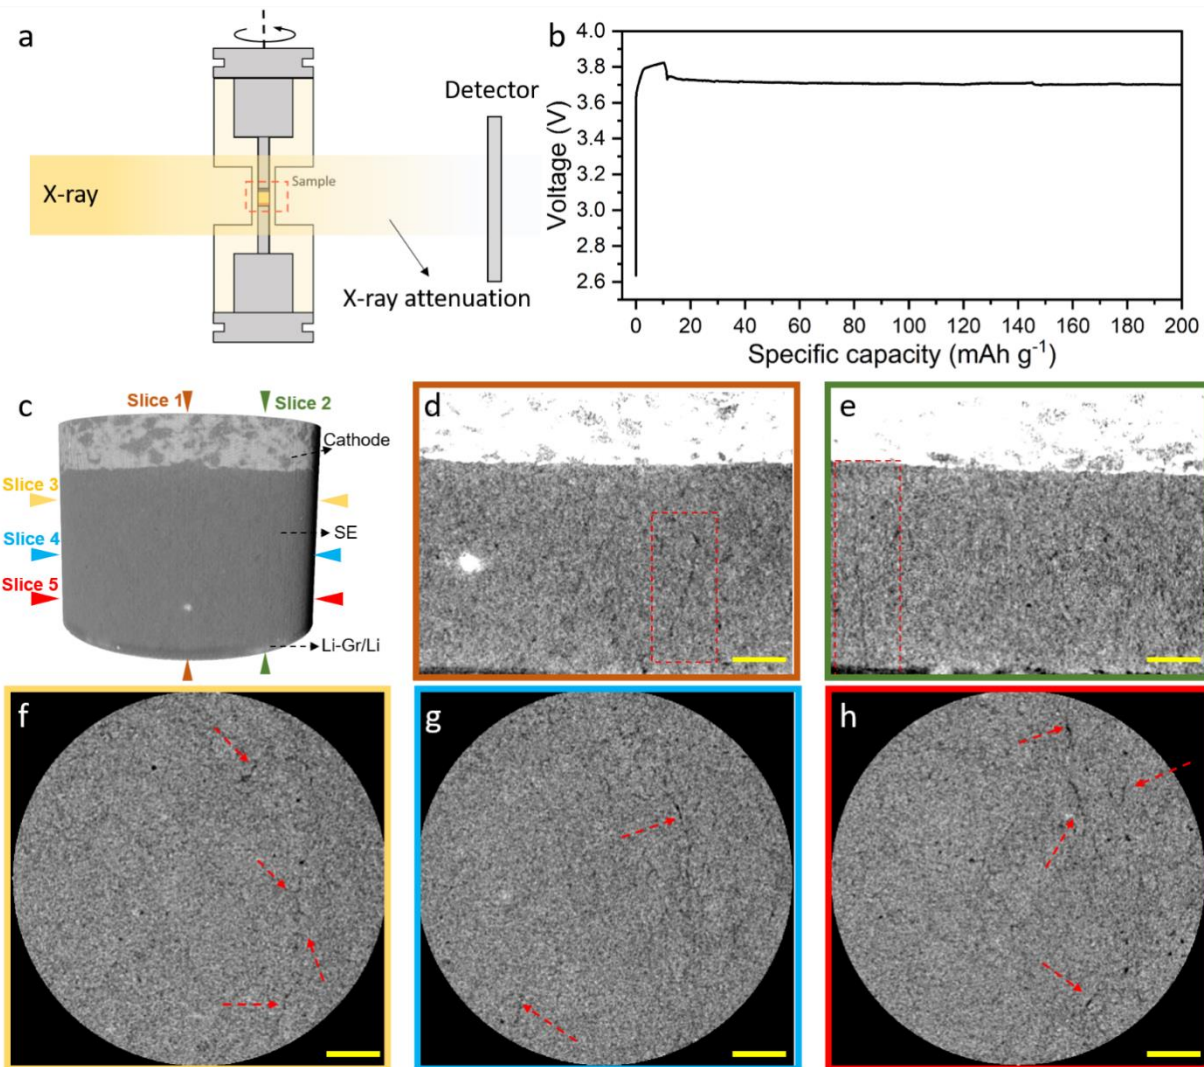 a
Detector
Sample
X-ray
X-ray attenuation
b
4.0
3.8
3.6
3.4
3.2
3.0
2.8
2.6
Voltage (V)
0 20 40 60 80 100 120 140 160 180 200
Specific capacity (mAh g⁻¹)
c
Slice 1
Slice 2
Cathode
Slice 3
SE
Slice 4
Slice 5
Li-Gr/Li
d
e
f
g
h